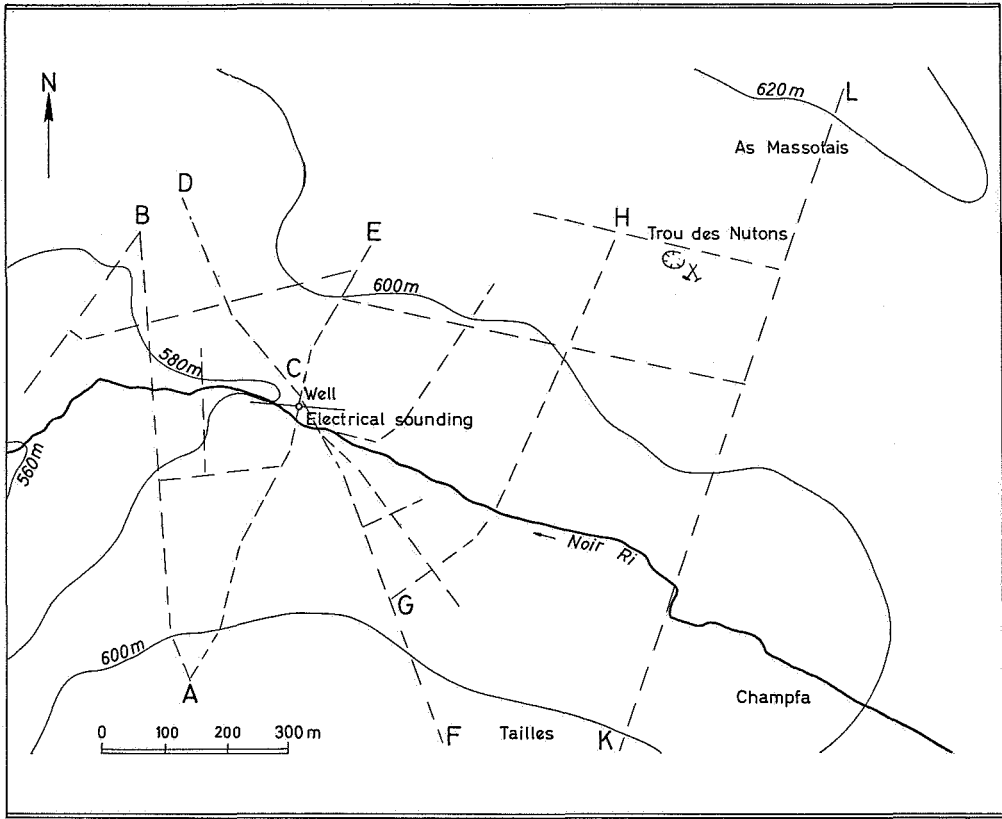 N
620m
L
As Massotais
D
B
H
E
Trou des Nutons
600m
580m
C
Well
Electrical sounding
560m
Noir Ri
G
600m
A
Champfa
0 100 200 300 m
F
Tailles
K